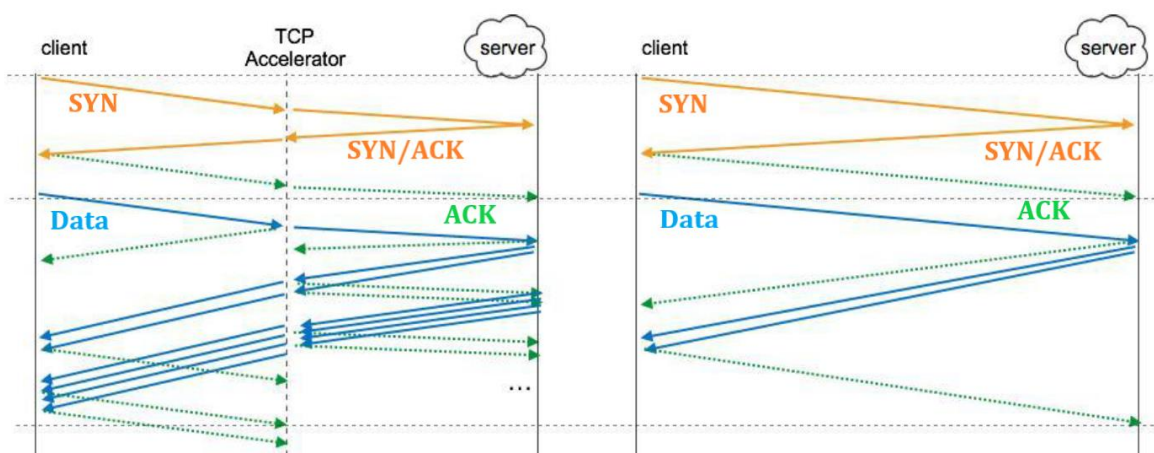 client
TCP
Accelerator
server
SYN
SYN/ACK
Data
ACK
...
client
server
SYN
SYN/ACK
Data
ACK